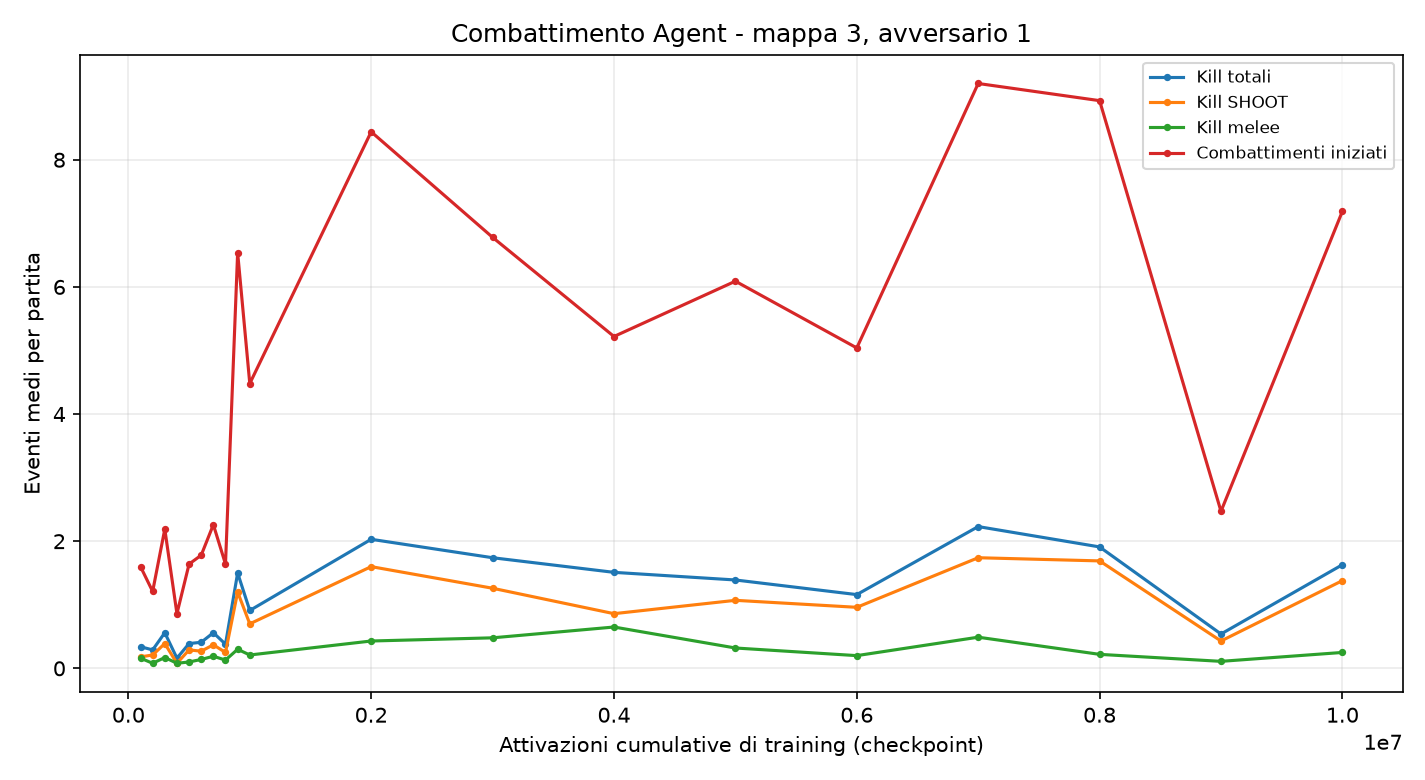 Combattimento Agent - mappa 3, avversario 1
Kill totali
Kill SHOOT
Kill melee
Combattimenti iniziati
Eventi medi per partita
8
6
4
2
0
0.0 0.2 0.4 0.6 0.8 1.0
1e7
Attivazioni cumulative di training (checkpoint)